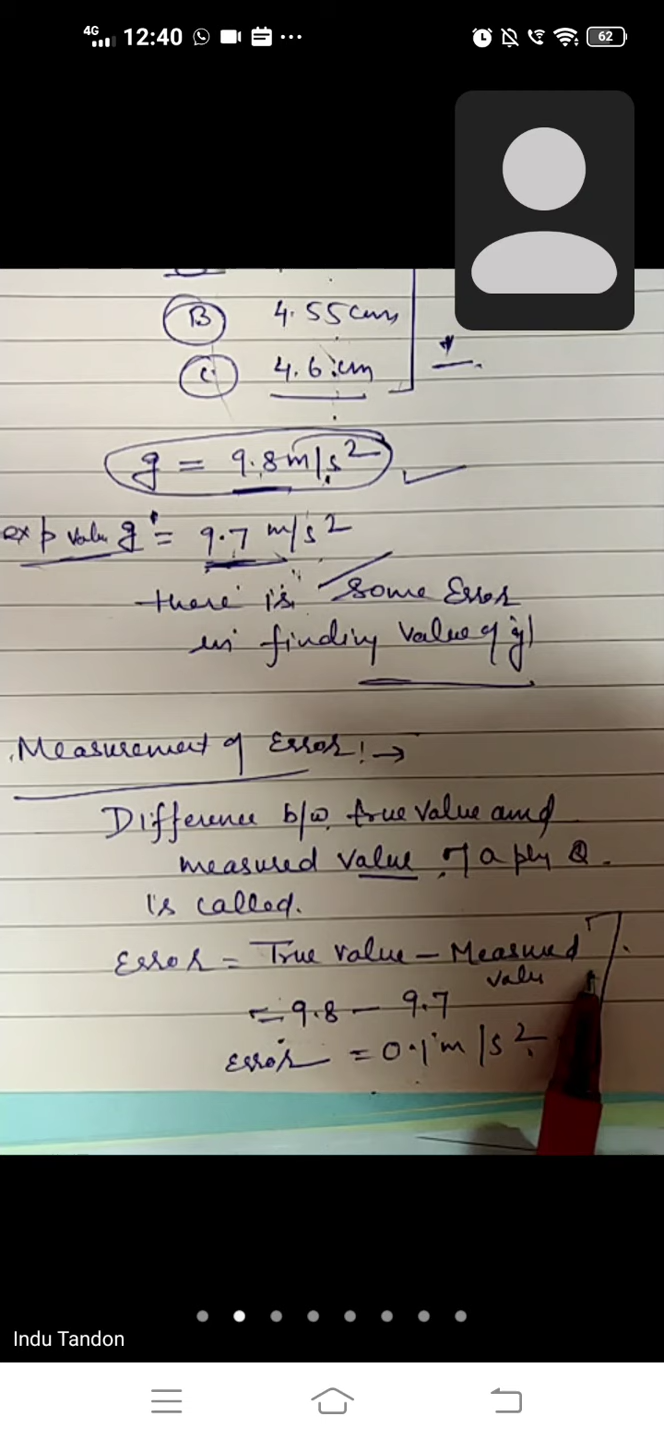 4G 12:40 62
B 4.55cm
C 4.6cm
g = 9.8m/s²
exp value g' = 9.7 m/s²
there is some Error
in finding value of 'g'
Measurement of Error! →
Difference b/w true value and
measured value of a phy Q.
is called.
Error = True value - Measured
value
= 9.8 - 9.7
error = 0.1 m/s²
Indu Tandon